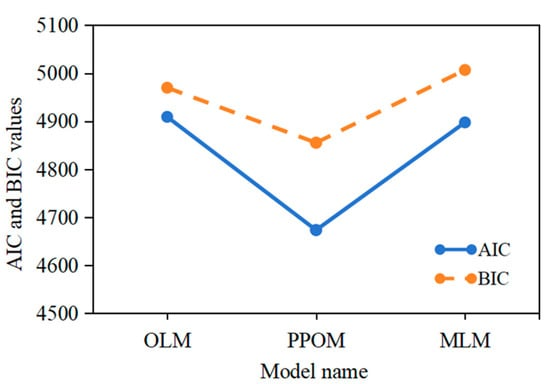 AIC and BIC values
5100
5000
4900
4800
4700
4600
4500
AIC
BIC
OLM PPOM MLM
Model name